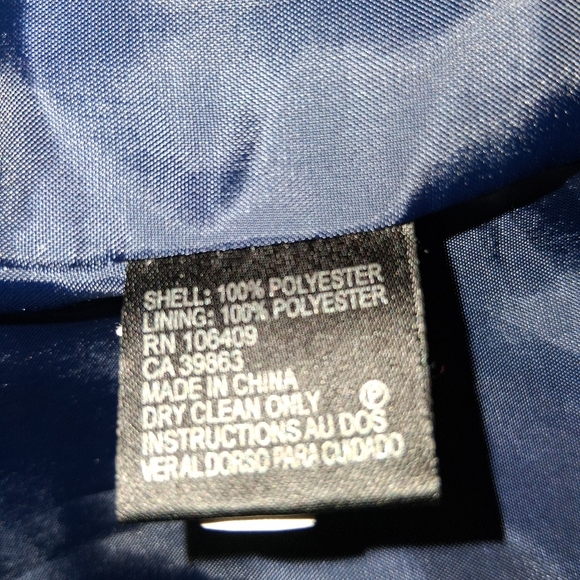 SHELL: 100% POLYESTER
LINING: 100% POLYESTER
RN 106409
CA 39863
MADE IN CHINA
DRY CLEAN ONLY Ⓟ
INSTRUCTIONS AU DOS
VER AL DORSO PARA CUIDADO